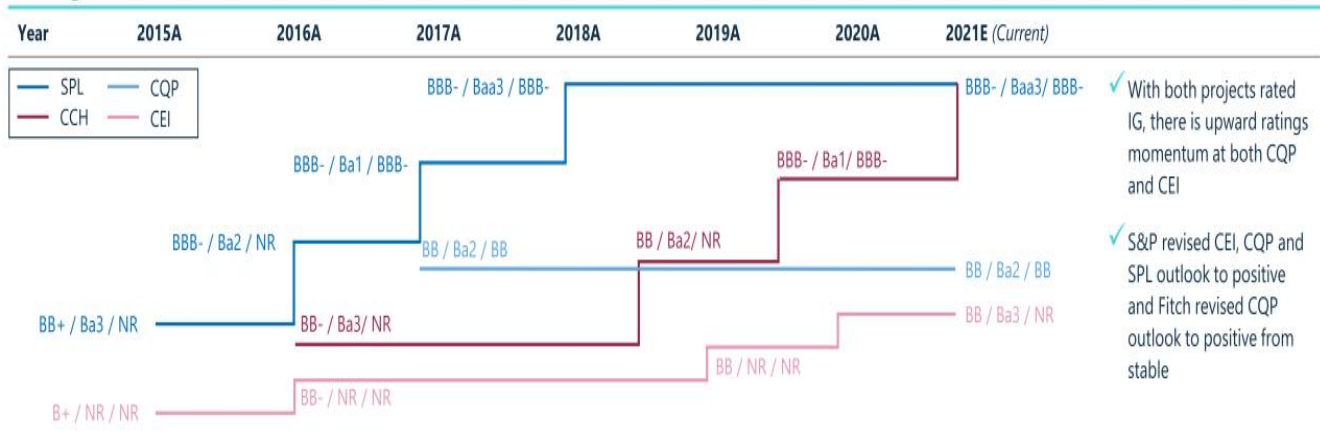 Year 2015A 2016A 2017A 2018A 2019A 2020A 2021E (Current)
SPL CQP
CCH CEI
BBB- / Baa3 / BBB-
BBB- / Baa3/ BBB-
BBB- / Ba1 / BBB-
BBB- / Ba1/ BBB-
BBB- / Ba2 / NR
BB / Ba2 / BB
BB / Ba2/ NR
BB / Ba2 / BB
BB+ / Ba3 / NR
BB- / Ba3/ NR
BB / Ba3 / NR
BB / NR / NR
BB- / NR / NR
B+ / NR / NR
✓ With both projects rated
IG, there is upward ratings
momentum at both CQP
and CEI
✓ S&P revised CEI, CQP and
SPL outlook to positive
and Fitch revised CQP
outlook to positive from
stable